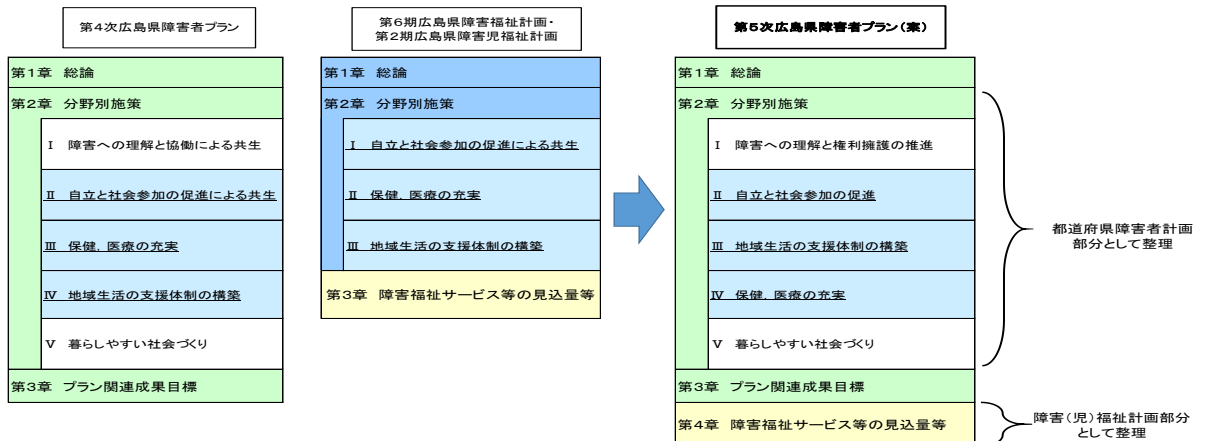 第4次広島県障害者プラン
第1章 総論
第2章 分野別施策
Ⅰ 障害への理解と協働による共生
Ⅱ 自立と社会参加の促進による共生
Ⅲ 保健，医療の充実
Ⅳ 地域生活の支援体制の構築
Ⅴ 暮らしやすい社会づくり
第3章 プラン関連成果目標
第6期広島県障害福祉計画・
第2期広島県障害児福祉計画
第1章 総論
第2章 分野別施策
Ⅰ 自立と社会参加の促進による共生
Ⅱ 保健，医療の充実
Ⅲ 地域生活の支援体制の構築
第3章 障害福祉サービス等の見込量等
第5次広島県障害者プラン（案）
第1章 総論
第2章 分野別施策
Ⅰ 障害への理解と権利擁護の推進
Ⅱ 自立と社会参加の促進
Ⅲ 地域生活の支援体制の構築
Ⅳ 保健，医療の充実
Ⅴ 暮らしやすい社会づくり
第3章 プラン関連成果目標
第4章 障害福祉サービス等の見込量等
都道府県障害者計画
部分として整理
障害（児）福祉計画部分
として整理